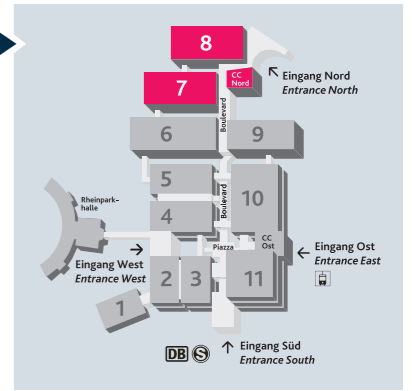 8
CC
Nord
Eingang Nord
Entrance North
7
Boulevard
6
9
5
10
Rheinpark-
halle
4
Boulevard
Piazza
CC
Ost
Eingang Ost
Entrance East
Eingang West
Entrance West
2
3
11
1
DB
S
Eingang Süd
Entrance South